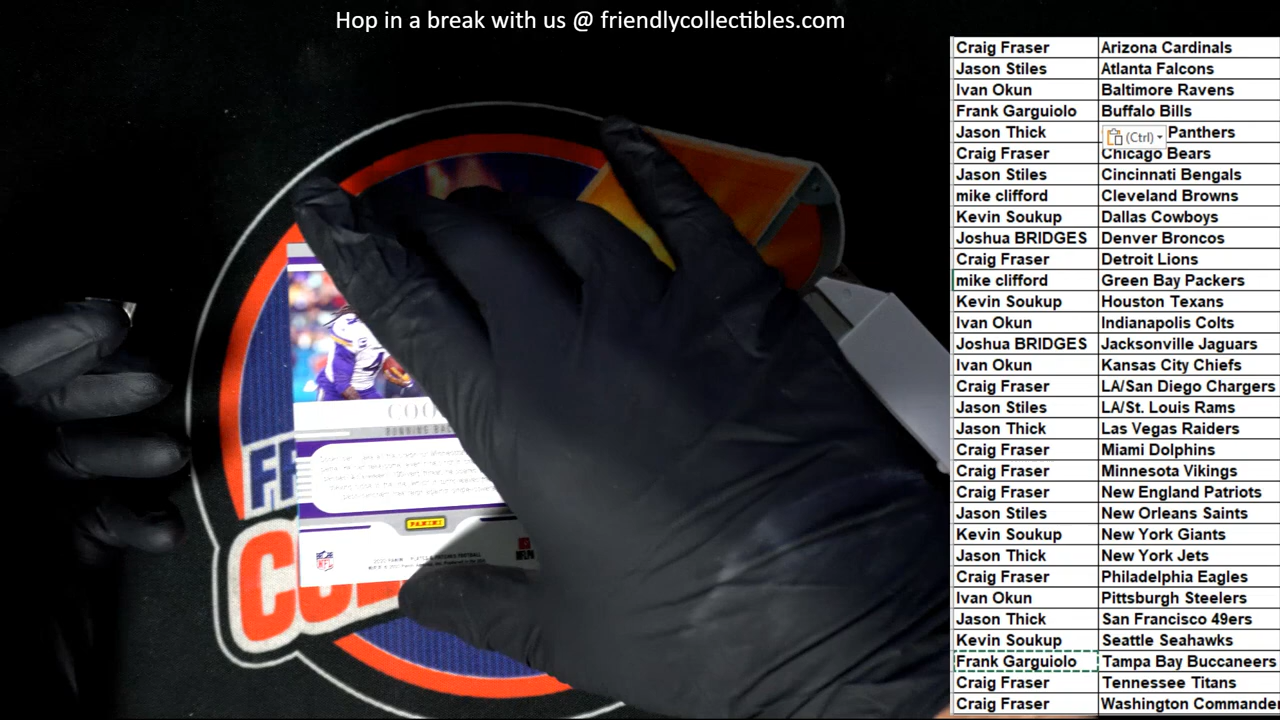 Hop in a break with us @ friendlycollectibles.com
Craig Fraser Arizona Cardinals
Jason Stiles Atlanta Falcons
Ivan Okun Baltimore Ravens
Frank Garguiolo Buffalo Bills
Jason Thick Panthers
(Ctrl)
Craig Fraser Chicago Bears
Jason Stiles Cincinnati Bengals
mike clifford Cleveland Browns
Kevin Soukup Dallas Cowboys
Joshua BRIDGES Denver Broncos
Craig Fraser Detroit Lions
mike clifford Green Bay Packers
Kevin Soukup Houston Texans
Ivan Okun Indianapolis Colts
Joshua BRIDGES Jacksonville Jaguars
Ivan Okun Kansas City Chiefs
Craig Fraser LA/San Diego Chargers
Jason Stiles LA/St. Louis Rams
Jason Thick Las Vegas Raiders
Craig Fraser Miami Dolphins
Craig Fraser Minnesota Vikings
Craig Fraser New England Patriots
Jason Stiles New Orleans Saints
Kevin Soukup New York Giants
Jason Thick New York Jets
Craig Fraser Philadelphia Eagles
Ivan Okun Pittsburgh Steelers
Jason Thick San Francisco 49ers
Kevin Soukup Seattle Seahawks
Frank Garguiolo Tampa Bay Buccaneers
Craig Fraser Tennessee Titans
Craig Fraser Washington Commande
COO
PANINI
NFL